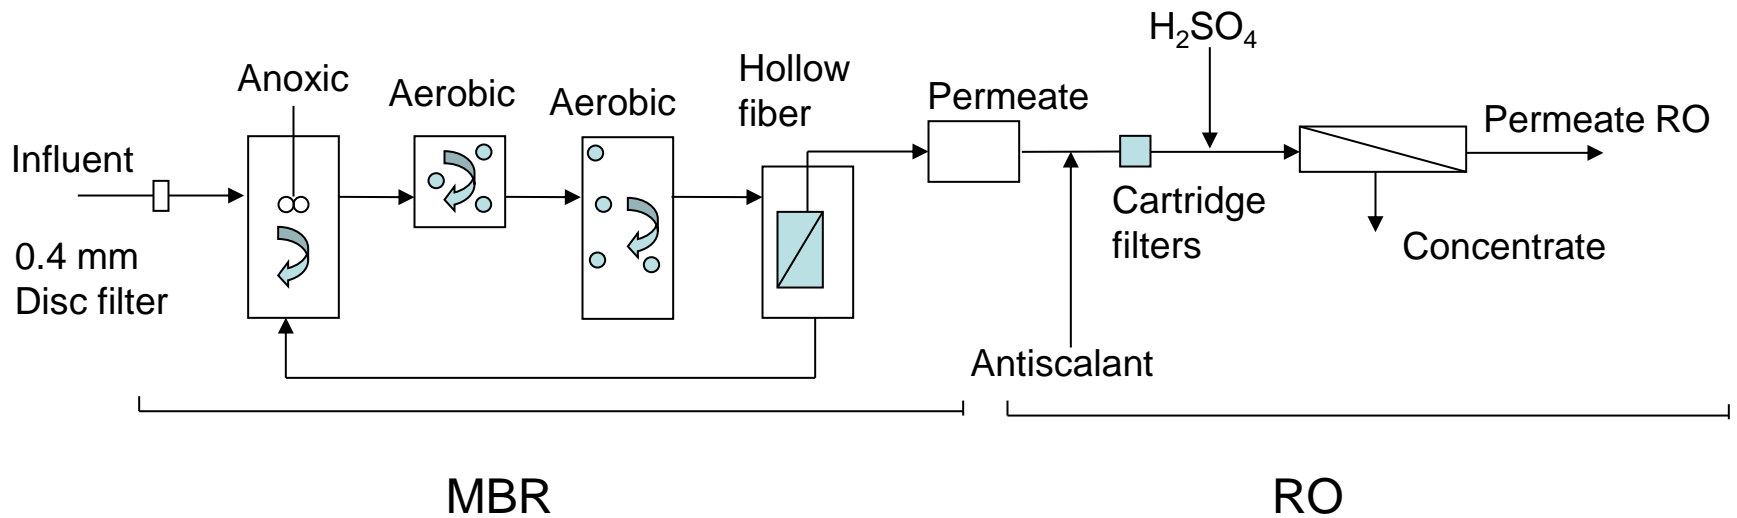 H₂SO₄
Anoxic
Aerobic
Aerobic
Hollow
fiber
Permeate
Permeate RO
Influent
0.4 mm
Disc filter
Cartridge
filters
Concentrate
Antiscalant
MBR
RO